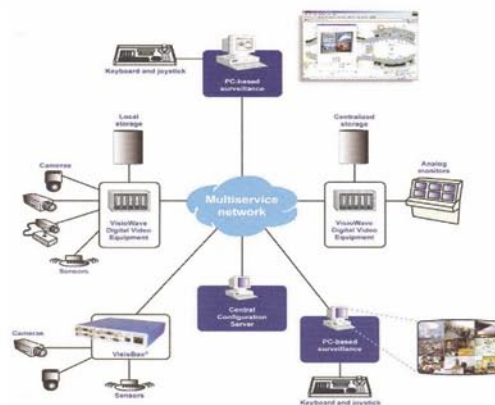 Keyboard and joystick
PC-based
surveillance
Local
storage
Centralized
storage
Cameras
Analog
monitors
VisioWave
Digital Video
Equipment
Multiservice
network
VisioWave
Digital Video
Equipment
Sensors
Central
Configuration
Server
Cameras
PC-based
surveillance
VisioBox
Sensors
Keyboard and joystick